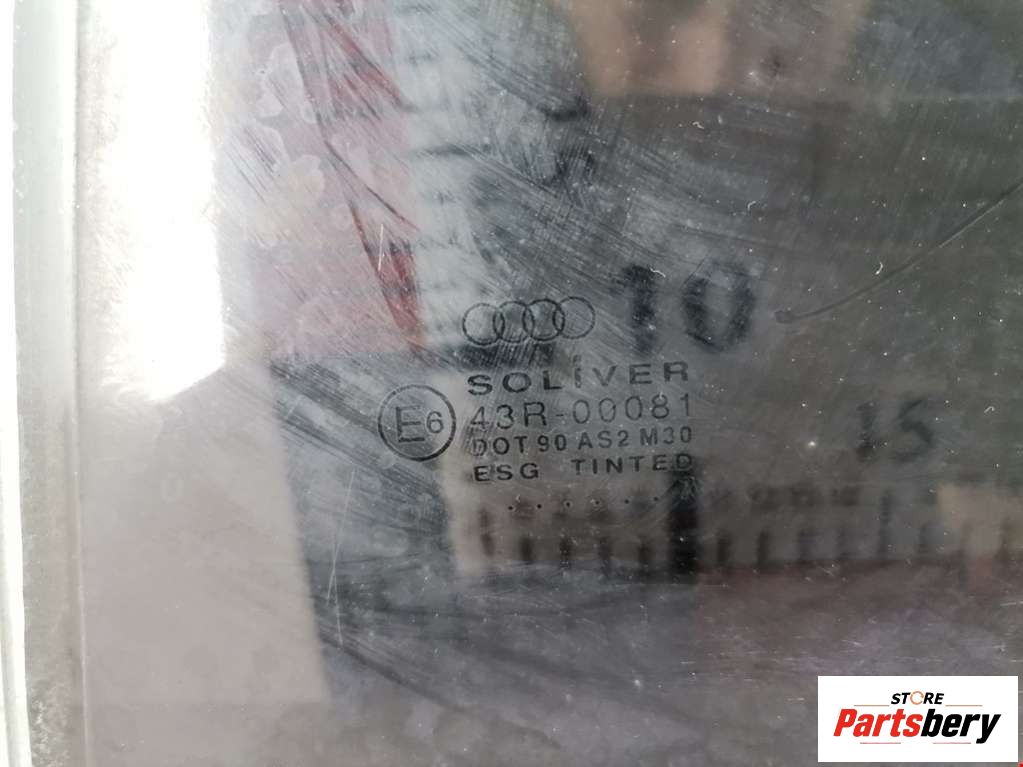 10
SOLiVER
E6
43R-00081
DOT 90 AS2 M30
ESG TINTED
15
STORE
Partsbery